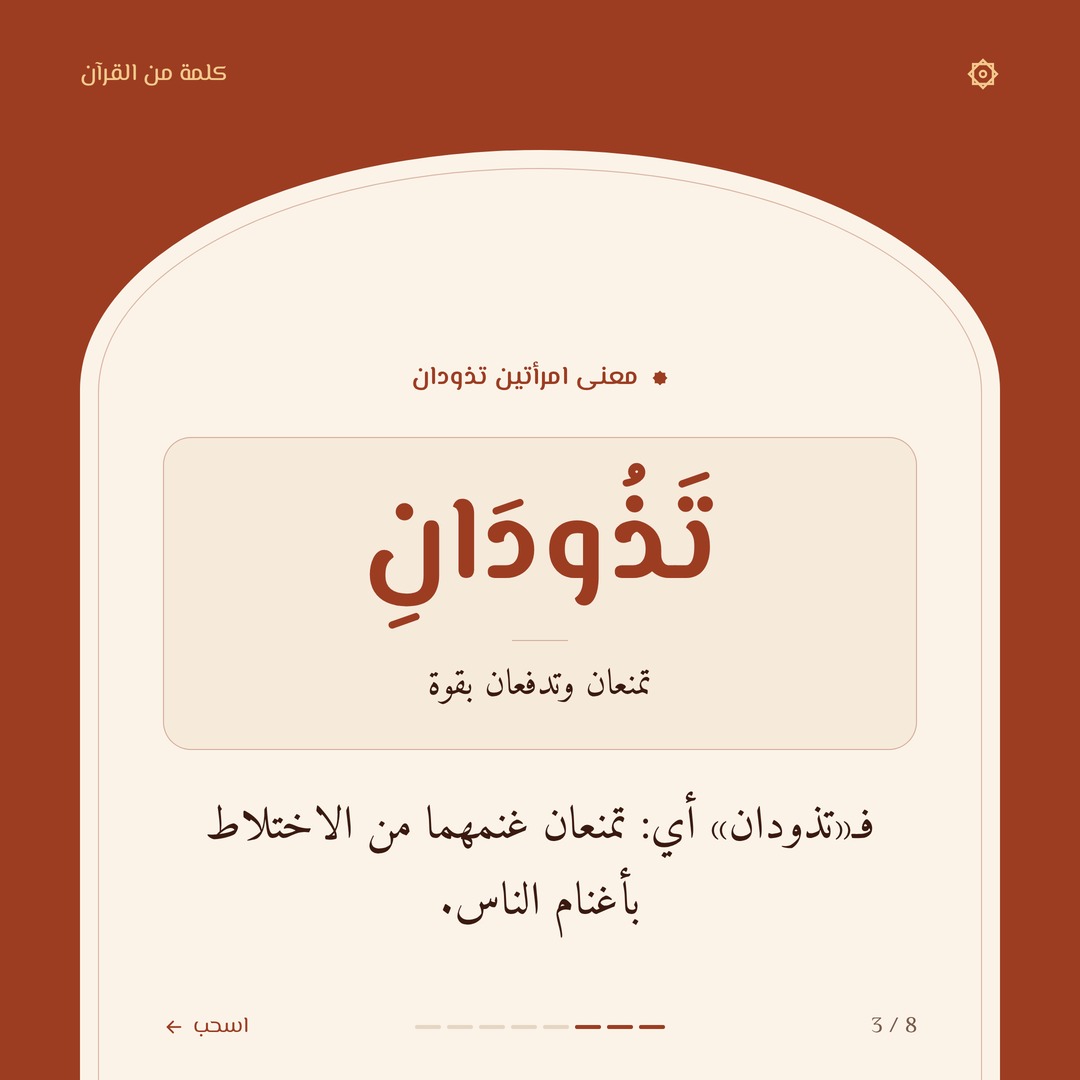 كلمة من القرآن
معنى امرأتين تذودان
تَذُودَانِ
تمنعان وتدفعان بقوة
فـ«تذودان» أي: تمنعان غنمهما من الاختلاط
بأغنام الناس.
3 / 8
اسحب ←